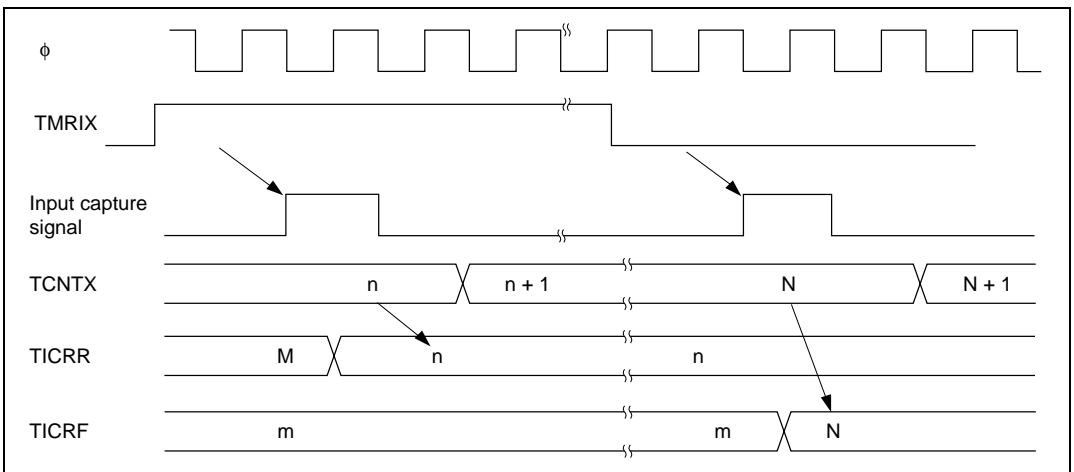 ϕ
TMRIX
Input capture
signal
TCNTX n n + 1 N N + 1
TICRR M n n
TICRF m m N